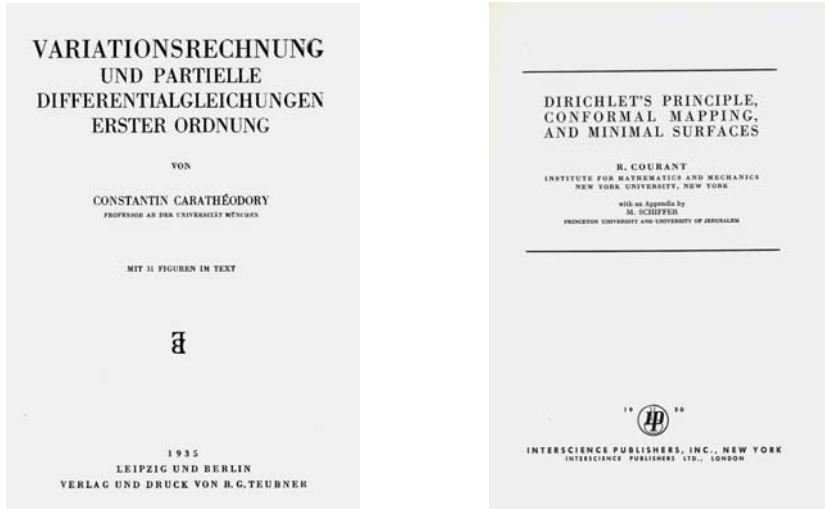 VARIATIONSRECHNUNG
UND PARTIELLE
DIFFERENTIALGLEICHUNGEN
ERSTER ORDNUNG
VON
CONSTANTIN CARATHÉODORY
PROFESSOR AN DER UNIVERSITÄT MÜNCHEN
MIT 31 FIGUREN IM TEXT
1935
LEIPZIG UND BERLIN
VERLAG UND DRUCK VON B. G. TEUBNER
DIRICHLET'S PRINCIPLE,
CONFORMAL MAPPING,
AND MINIMAL SURFACES
R. COURANT
INSTITUTE FOR MATHEMATICS AND MECHANICS
NEW YORK UNIVERSITY, NEW YORK
with an Appendix by
M. SCHIFFER
PRINCETON UNIVERSITY AND UNIVERSITY OF JERUSALEM
19 50
INTERSCIENCE PUBLISHERS, INC., NEW YORK
INTERSCIENCE PUBLISHERS LTD., LONDON